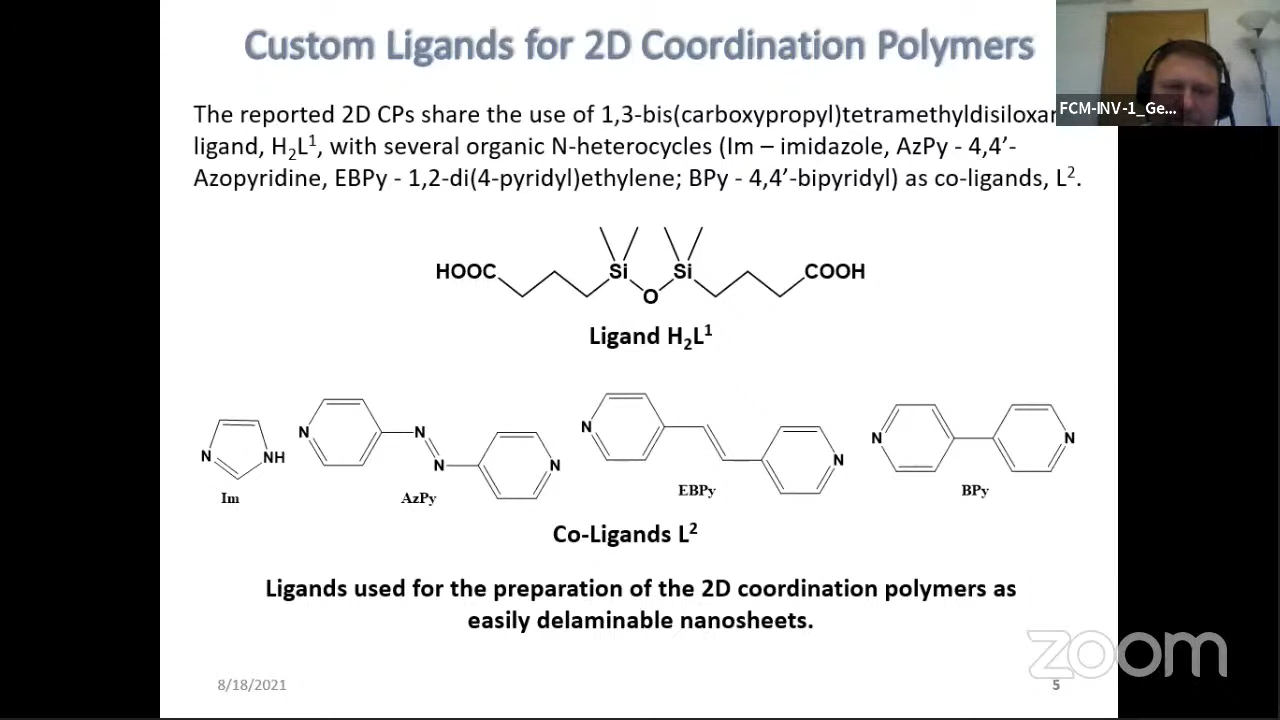 Custom Ligands for 2D Coordination Polymers
FCM-INV-1_Ge...
The reported 2D CPs share the use of 1,3-bis(carboxypropyl)tetramethyldisiloxan
ligand, H₂L¹, with several organic N-heterocycles (Im – imidazole, AzPy - 4,4’-
Azopyridine, EBPy - 1,2-di(4-pyridyl)ethylene; BPy - 4,4’-bipyridyl) as co-ligands, L².
HOOC Si O Si COOH
Ligand H₂L¹
N NH
Im
N N N N
AzPy
N N
EBPy
N N
BPy
Co-Ligands L²
Ligands used for the preparation of the 2D coordination polymers as
easily delaminable nanosheets.
zoom
8/18/2021
5